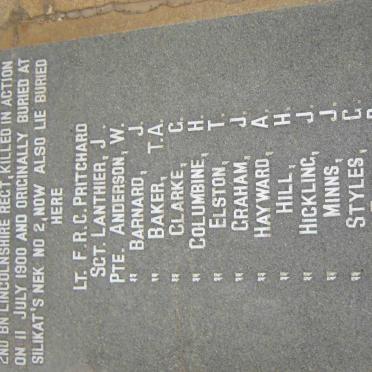 2ND BN LINCOLNSHIRE REGT, KILLED IN ACTION
ON 11 JULY 1900 AND ORIGINALLY BURIED AT
SILIKAT'S NEK NO 2, NOW ALSO LIE BURIED
HERE
LT. F. R. C. PRITCHARD
SGT. LANTHIER, J.
PTE. ANDERSON, W.
" BARNARD, J.
" BAKER, T.A.
" CLARKE, C.
" COLUMBINE, H.
" ELSTON, T.
" GRAHAM, J.
" HAYWARD, A.
" HILL, H.
" HICKLING, J.
" MINNS, J.
" STYLES, C.